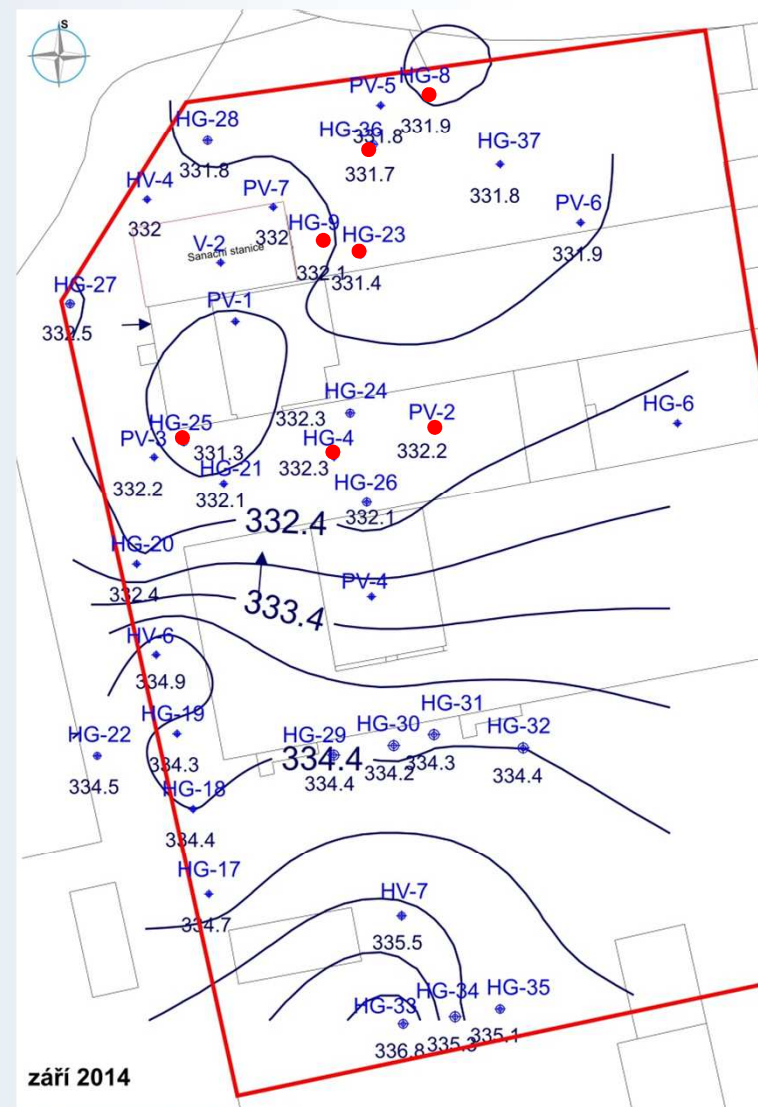 S
HG-8
PV-5
331.9
HG-28
HG-36
331.8
331.7
HG-37
331.8
331.8
HV-4
332
PV-7
332
PV-6
331.9
HG-9
332.1
HG-23
331.4
V-2
Sanační stanice
HG-27
332.5
PV-1
HG-24
332.3
PV-2
332.2
HG-6
HG-25
331.3
HG-4
332.3
PV-3
332.2
HG-21
332.1
HG-26
332.1
332.4
HG-20
332.4
PV-4
333.4
HV-6
334.9
HG-19
334.3
HG-22
334.5
HG-31
334.3
HG-30
334.2
HG-29
334.4
334.4
HG-32
334.4
HG-18
334.4
HG-17
334.7
HV-7
335.5
HG-35
335.1
HG-34
335.3
HG-33
336.8
září 2014